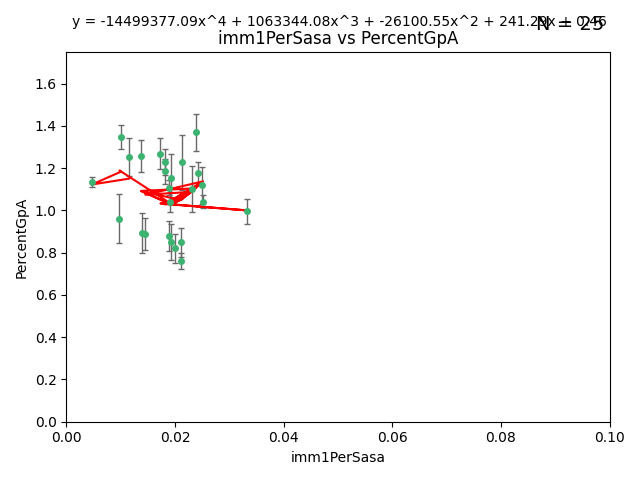 y = -14499377.09x^4 + 1063344.08x^3 + -26100.55x^2 + 241.29x + 0.46
N = 25
imm1PerSasa vs PercentGpA
1.6
1.4
1.2
1.0
0.8
0.6
0.4
0.2
0.0
PercentGpA
0.00 0.02 0.04 0.06 0.08 0.10
imm1PerSasa